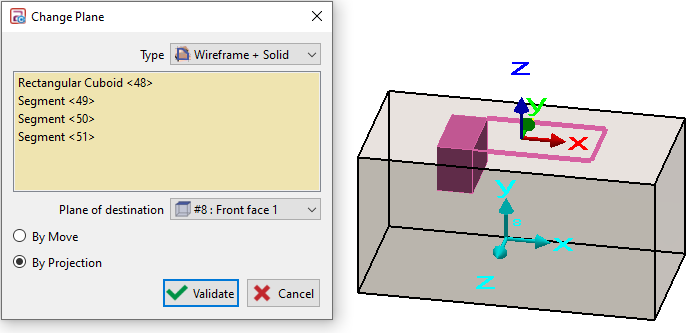 Change Plane
Type Wireframe + Solid
Rectangular Cuboid <48>
Segment <49>
Segment <50>
Segment <51>
Plane of destination #8 : Front face 1
By Move
By Projection
Validate Cancel
Z
y
x
y
x
x
Z